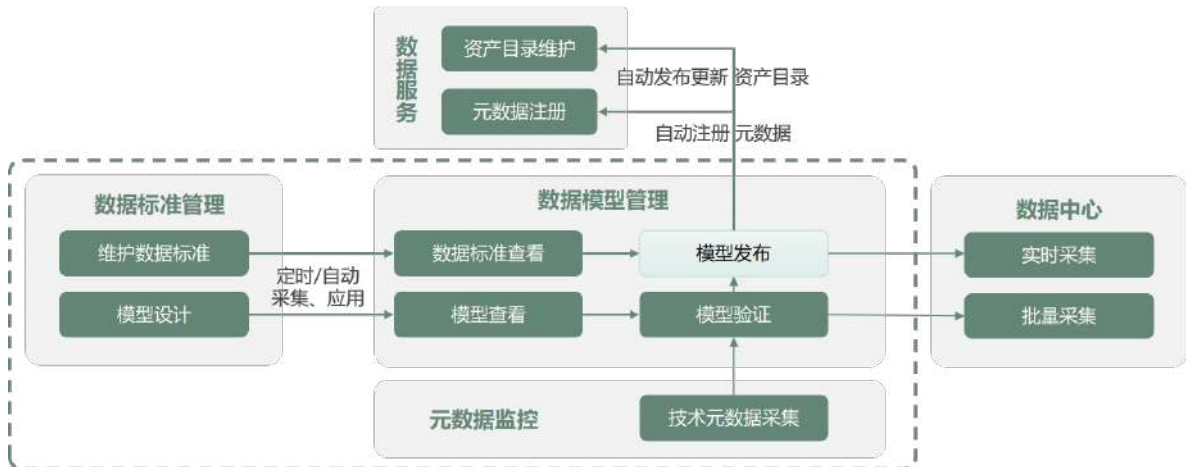 数据服务
资产目录维护
元数据注册
自动发布更新 资产目录
自动注册 元数据
数据标准管理
维护数据标准
模型设计
定时/自动
采集、应用
数据模型管理
数据标准查看
模型发布
模型查看
模型验证
数据中心
实时采集
批量采集
元数据监控
技术元数据采集